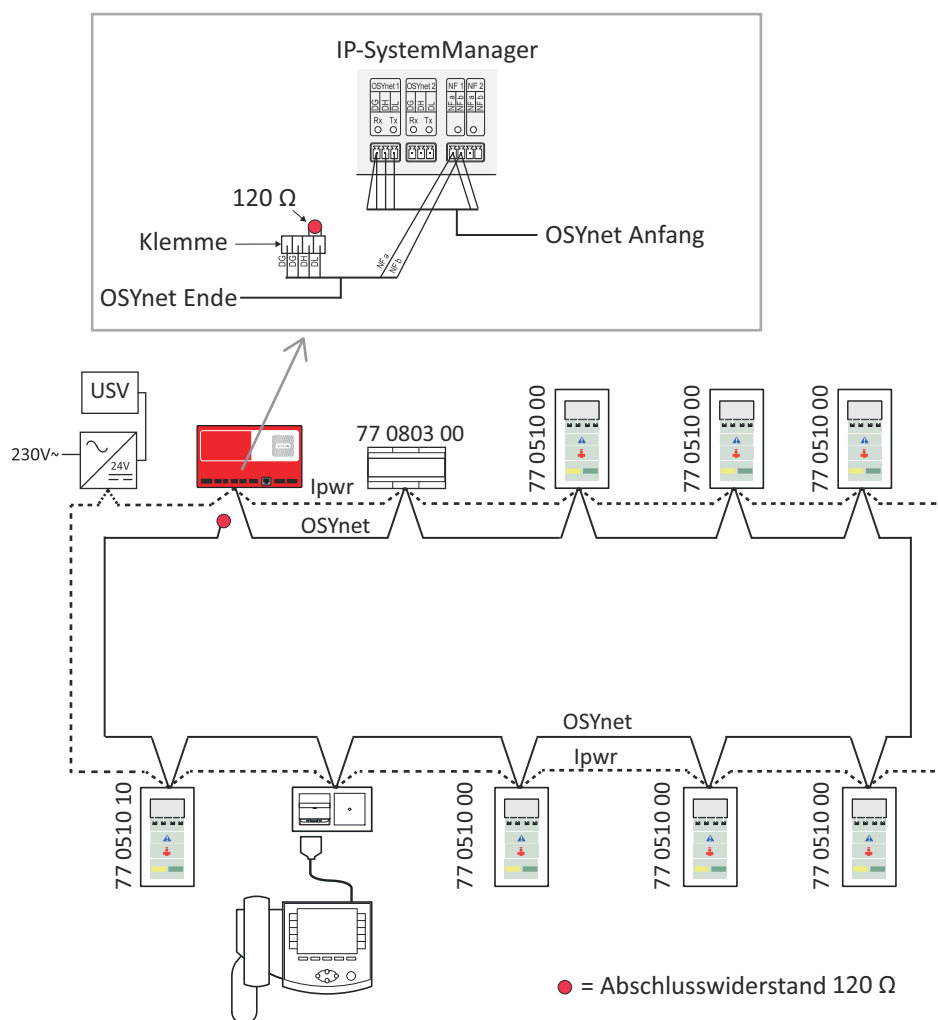 IP-SystemManager
OSYnet 1
OSYnet 2
NF 1
NF 2
DG
DH
DL
DG
DH
DL
NF a
NF b
NF a
NF b
Rx
Tx
Rx
Tx
120 Ω
Klemme
DG
DG
DH
DL
NF a
NF b
OSYnet Anfang
OSYnet Ende
USV
230V~
24V
77 0803 00
77 0510 00
77 0510 00
77 0510 00
Ipwr
OSYnet
OSYnet
Ipwr
77 0510 10
77 0510 00
77 0510 00
77 0510 00
= Abschlusswiderstand 120 Ω